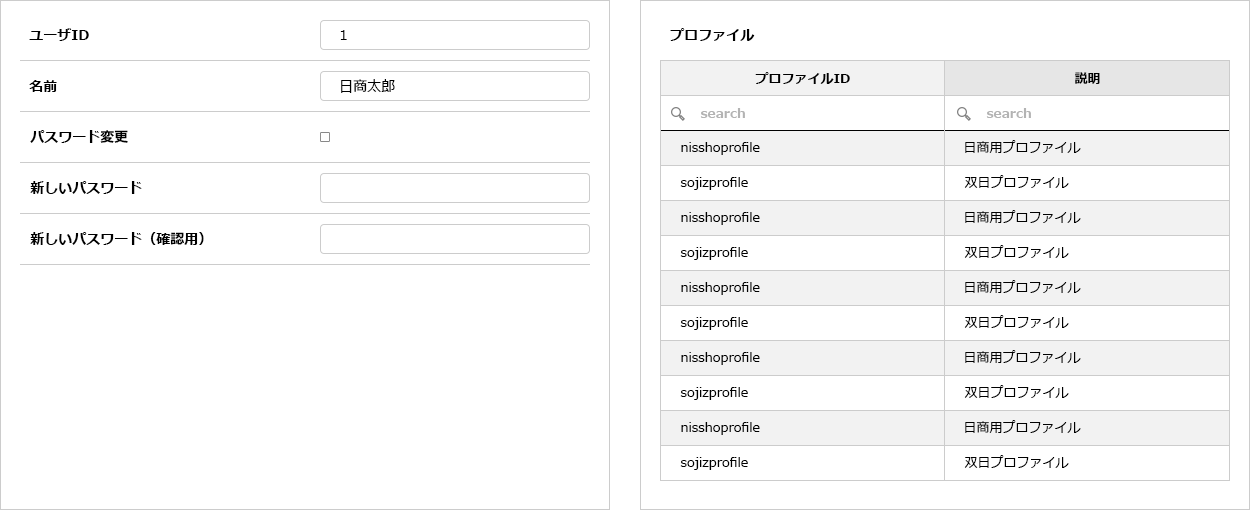 ユーザID
1
名前
日商太郎
パスワード変更
新しいパスワード
新しいパスワード（確認用）
プロファイル
プロファイルID 説明
search search
nisshoprofile 日商用プロファイル
sojizprofile 双日プロファイル
nisshoprofile 日商用プロファイル
sojizprofile 双日プロファイル
nisshoprofile 日商用プロファイル
sojizprofile 双日プロファイル
nisshoprofile 日商用プロファイル
sojizprofile 双日プロファイル
nisshoprofile 日商用プロファイル
sojizprofile 双日プロファイル